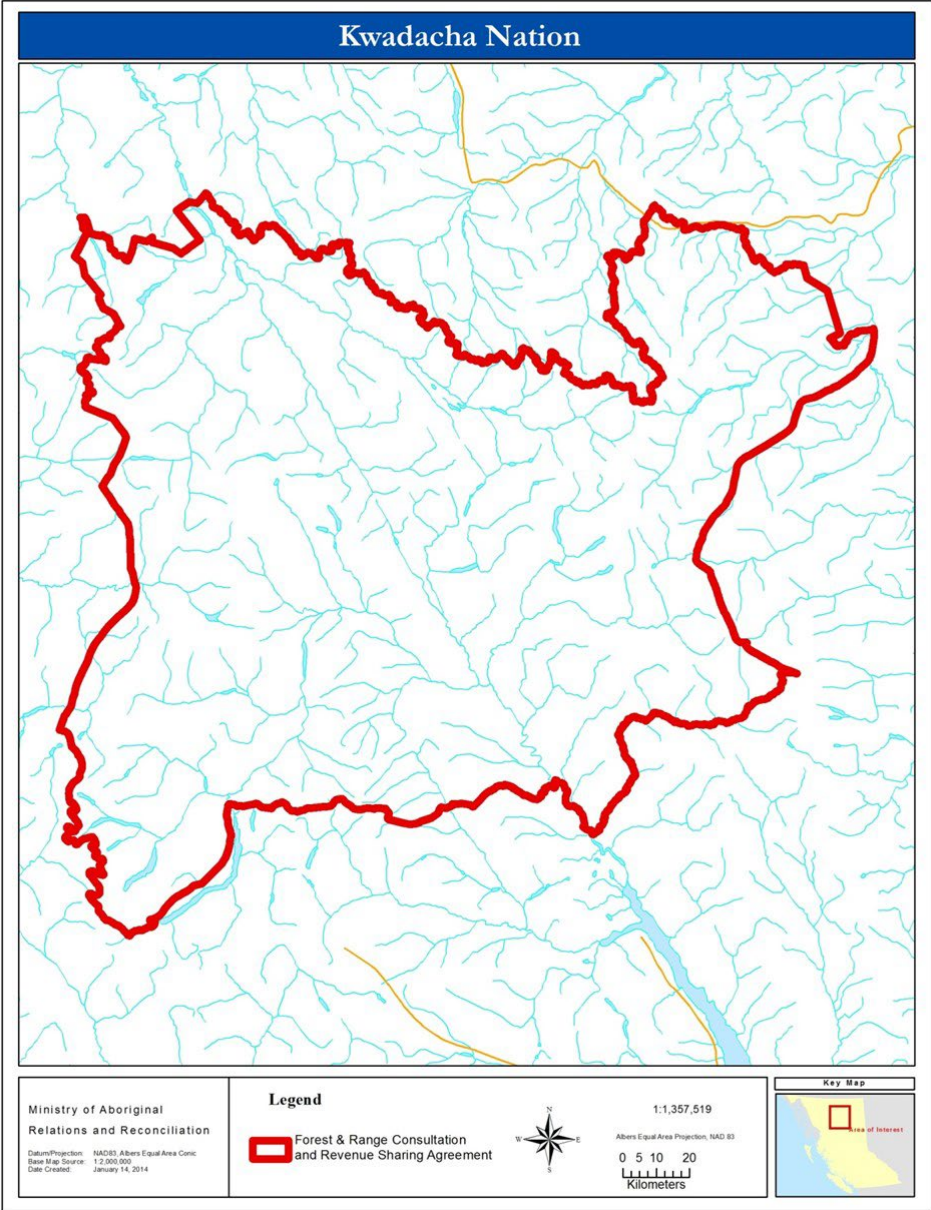 Kwadacha Nation
Ministry of Aboriginal
Relations and Reconciliation
Datum/Projection: NAD83, Albers Equal Area Conic
Base Map Source: 1:2,000,000
Date Created: January 14, 2014
Legend
Forest & Range Consultation
and Revenue Sharing Agreement
N
W E
S
1:1,357,519
Albers Equal Area Projection, NAD 83
0 5 10 20
Kilometers
Key Map
Area of Interest